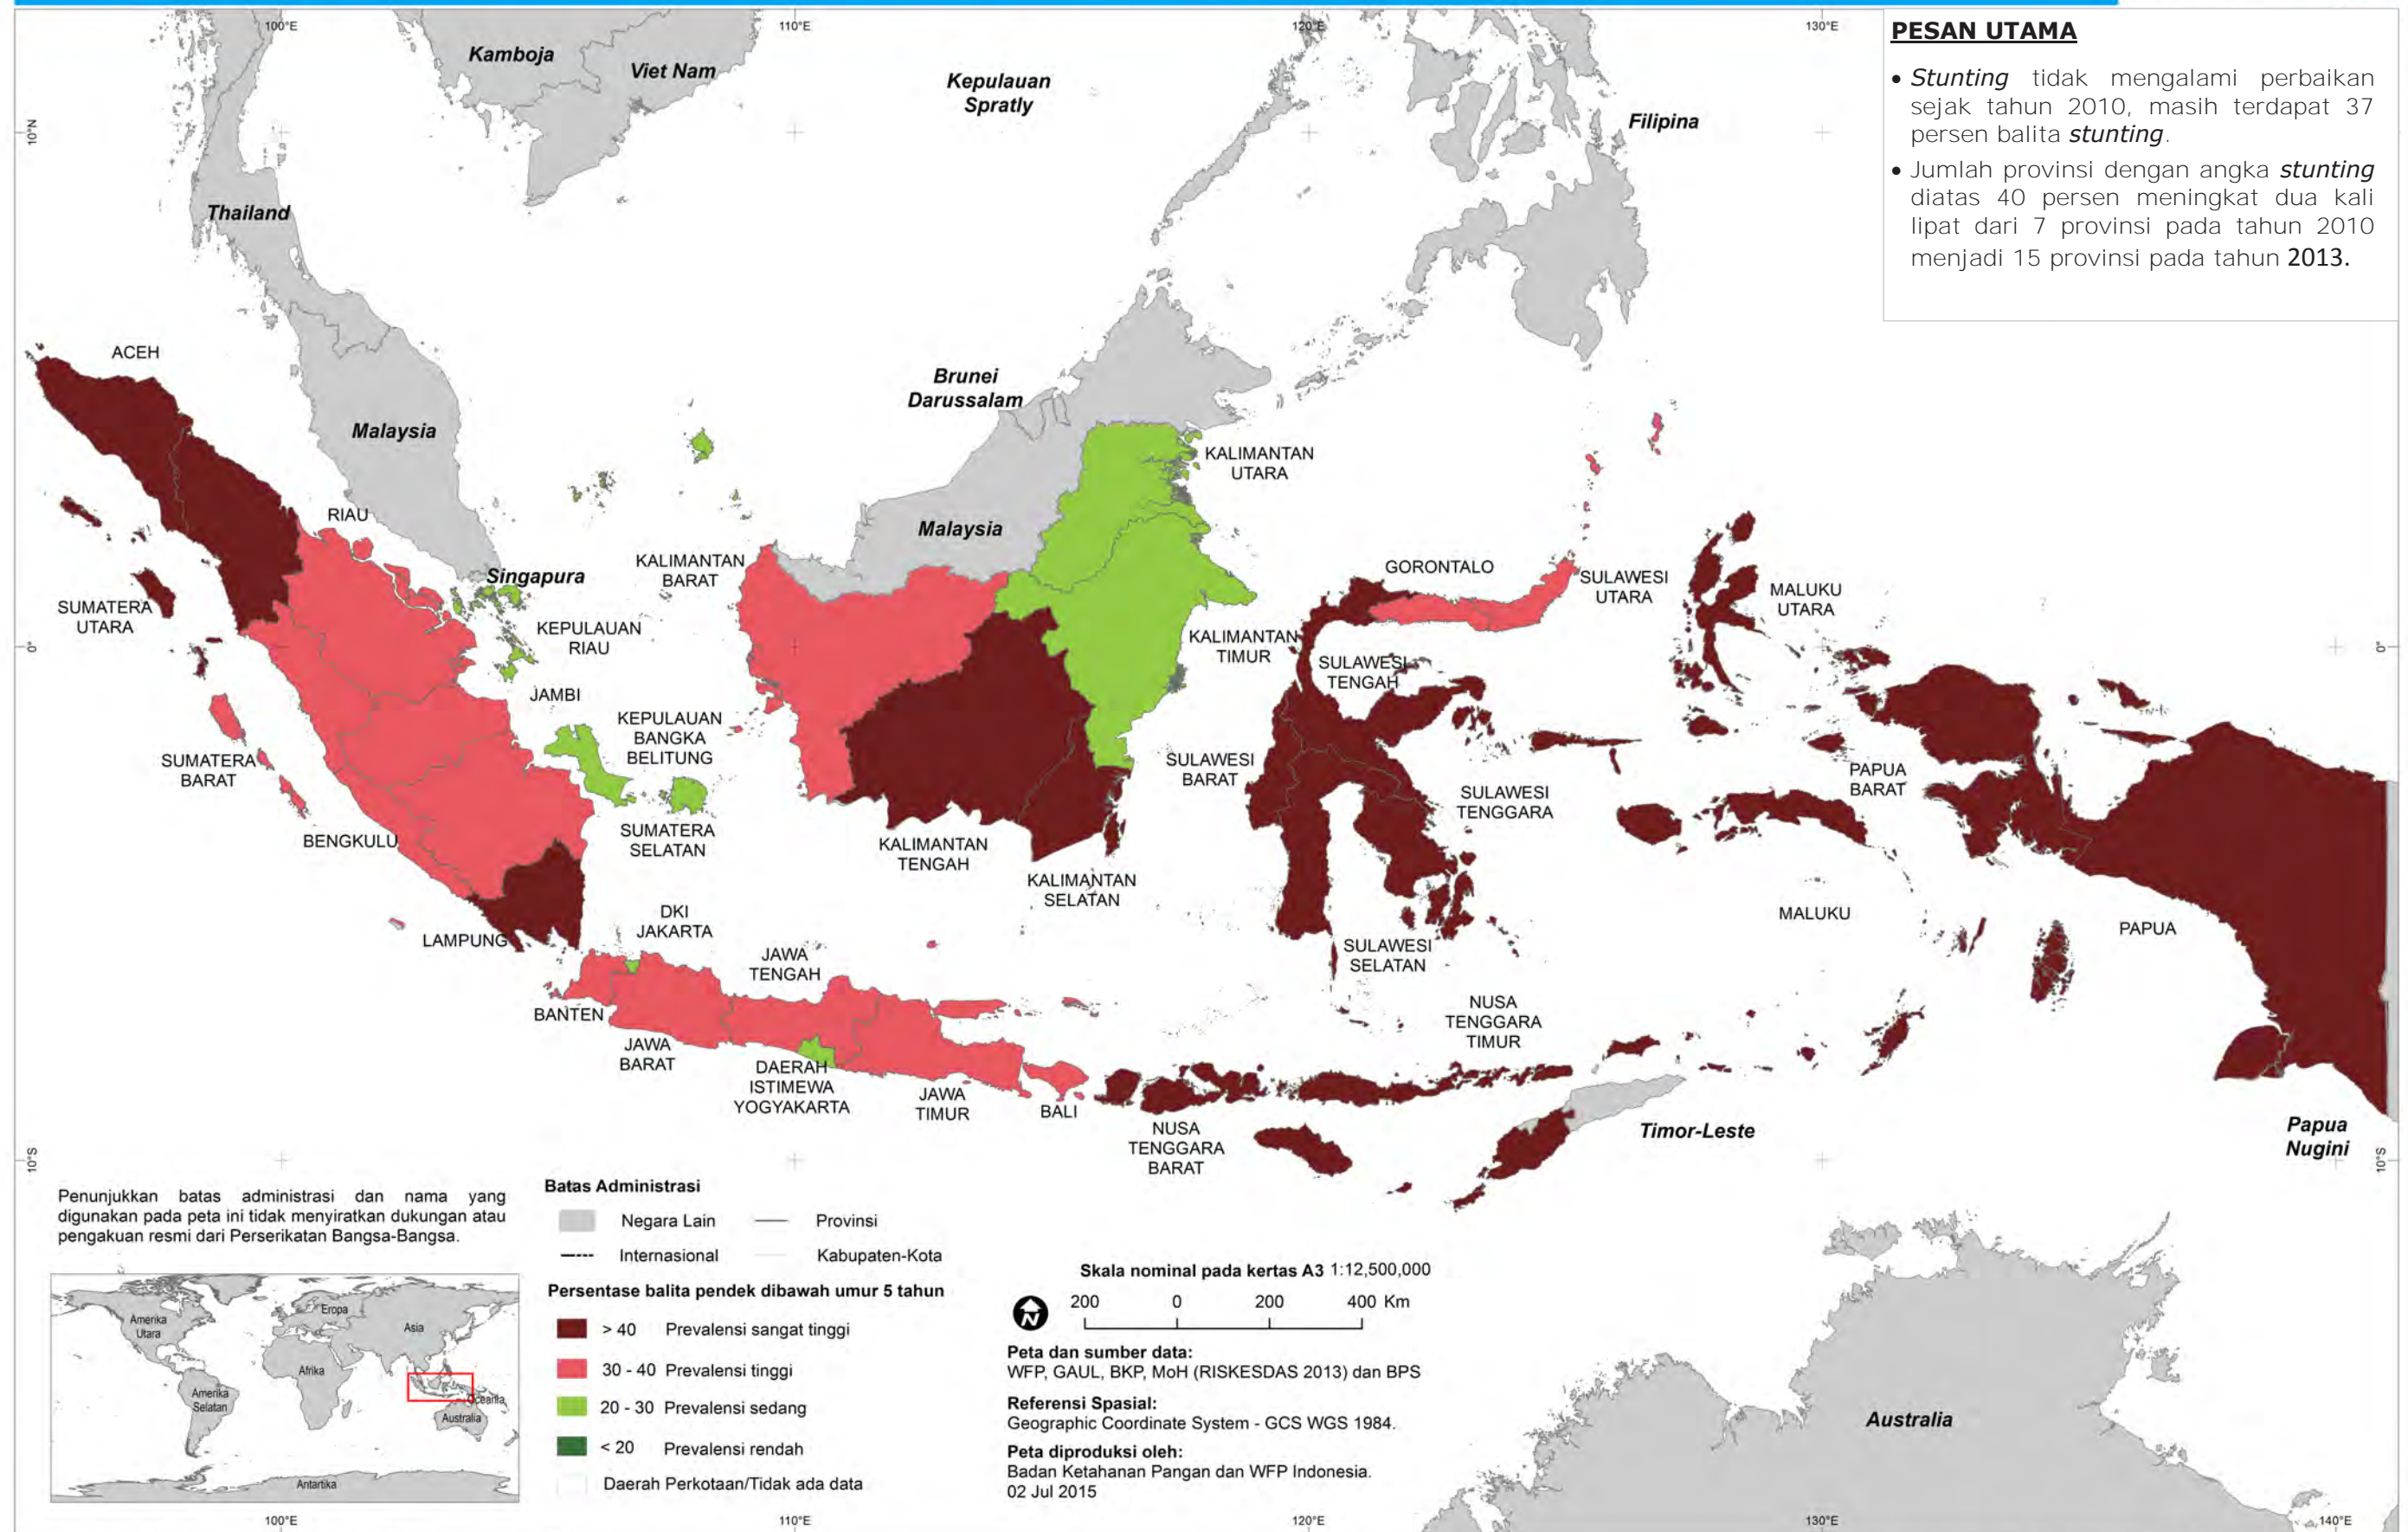 100°E
110°E
120°E
130°E
PESAN UTAMA
• Stunting tidak mengalami perbaikan
sejak tahun 2010, masih terdapat 37
persen balita stunting.
• Jumlah provinsi dengan angka stunting
diatas 40 persen meningkat dua kali
lipat dari 7 provinsi pada tahun 2010
menjadi 15 provinsi pada tahun 2013.
Kamboja
Viet Nam
Kepulauan
Spratly
Filipina
10°N
Thailand
ACEH
Brunei
Darussalam
Malaysia
KALIMANTAN
UTARA
RIAU
Malaysia
KALIMANTAN
BARAT
Singapura
GORONTALO
SULAWESI
UTARA
MALUKU
UTARA
SUMATERA
UTARA
KEPULAUAN
RIAU
KALIMANTAN
TIMUR
0°
0°
SULAWESI
TENGAH
JAMBI
KEPULAUAN
BANGKA
BELITUNG
SUMATERA
BARAT
SULAWESI
BARAT
PAPUA
BARAT
SULAWESI
TENGGARA
SUMATERA
SELATAN
BENGKULU
KALIMANTAN
TENGAH
KALIMANTAN
SELATAN
DKI
JAKARTA
MALUKU
PAPUA
LAMPUNG
JAWA
TENGAH
SULAWESI
SELATAN
BANTEN
NUSA
TENGGARA
TIMUR
JAWA
BARAT
DAERAH
ISTIMEWA
YOGYAKARTA
JAWA
TIMUR
BALI
NUSA
TENGGARA
BARAT
Timor-Leste
Papua
Nugini
10°S
10°S
Penunjukkan batas administrasi dan nama yang
digunakan pada peta ini tidak menyiratkan dukungan atau
pengakuan resmi dari Perserikatan Bangsa-Bangsa.
Batas Administrasi
Negara Lain
Provinsi
Internasional
Kabupaten-Kota
Persentase balita pendek dibawah umur 5 tahun
> 40 Prevalensi sangat tinggi
30 - 40 Prevalensi tinggi
20 - 30 Prevalensi sedang
< 20 Prevalensi rendah
Daerah Perkotaan/Tidak ada data
Amerika
Utara
Eropa
Asia
Afrika
Amerika
Selatan
Oceania
Australia
Antartika
Skala nominal pada kertas A3 1:12,500,000
N
200 0 200 400 Km
Peta dan sumber data:
WFP, GAUL, BKP, MoH (RISKESDAS 2013) dan BPS
Referensi Spasial:
Geographic Coordinate System - GCS WGS 1984.
Peta diproduksi oleh:
Badan Ketahanan Pangan dan WFP Indonesia.
02 Jul 2015
Australia
100°E
110°E
120°E
130°E
140°E